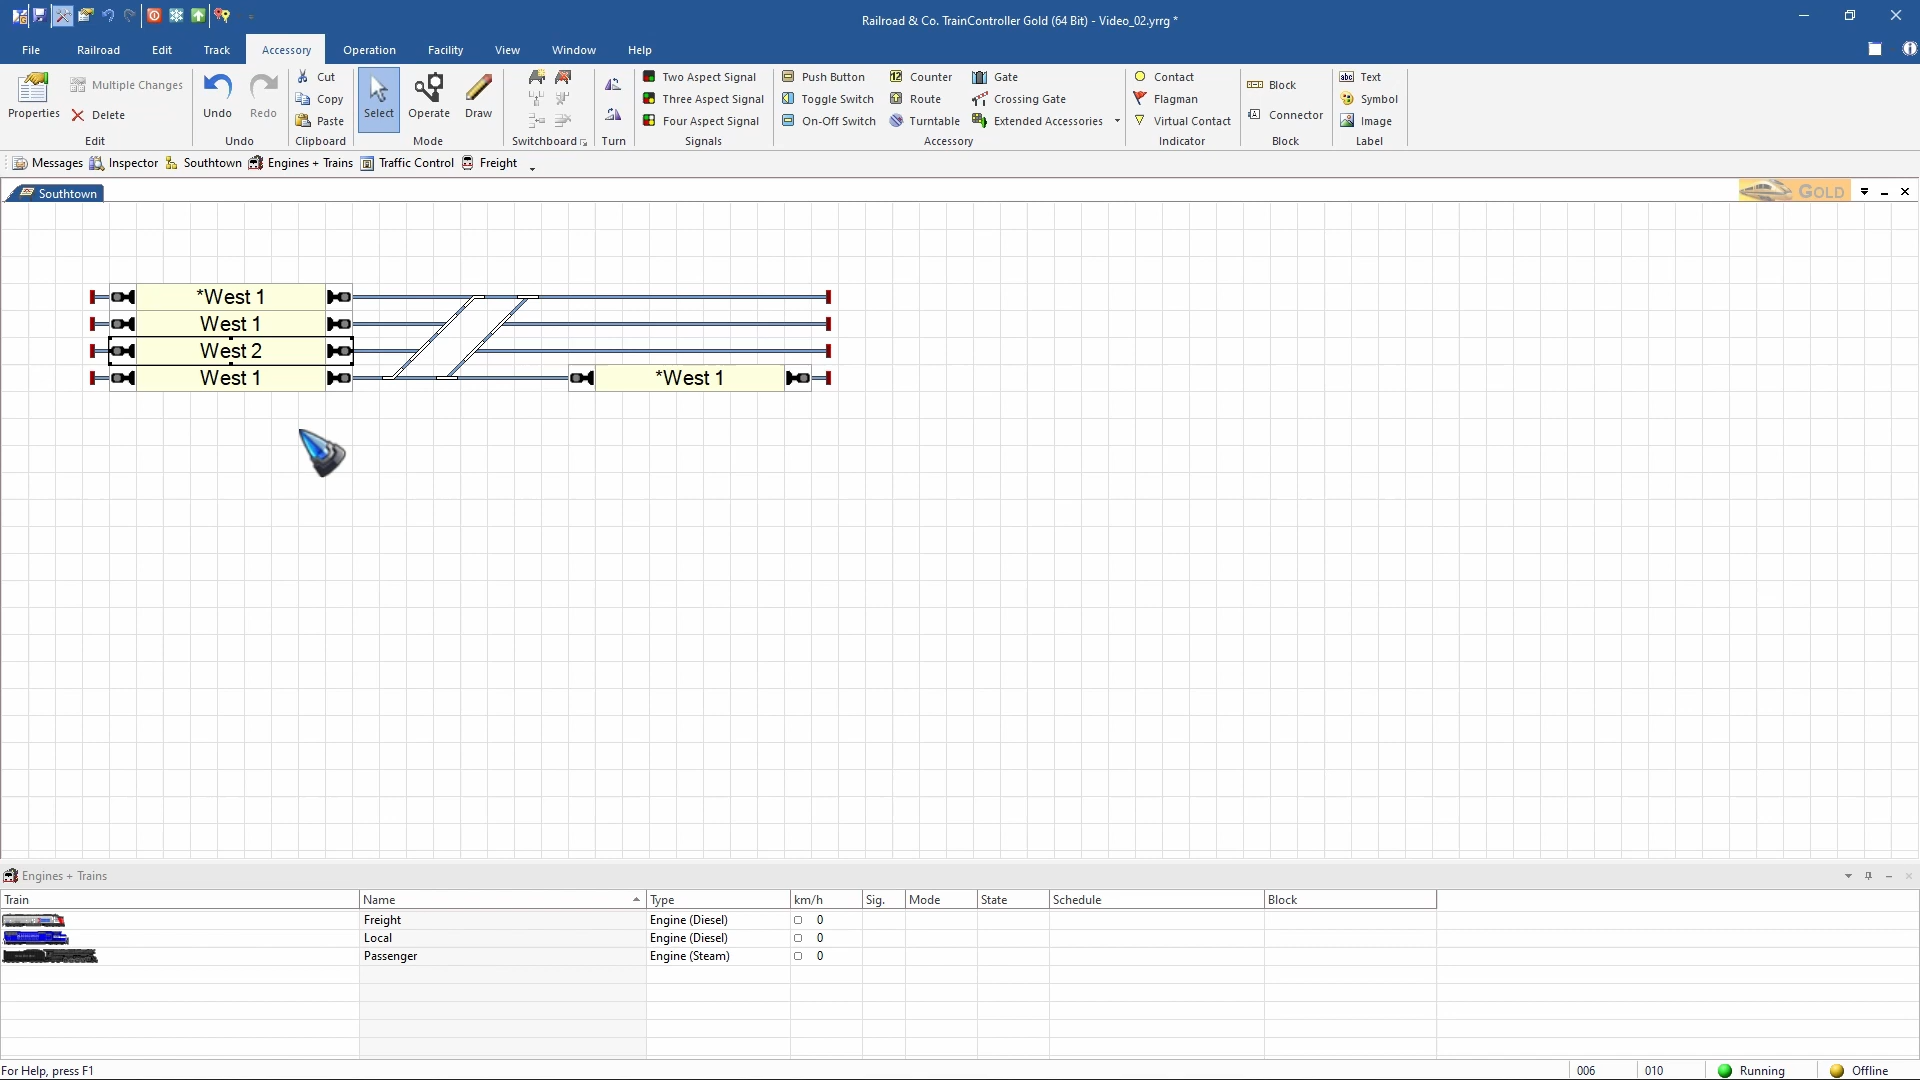 Railroad & Co. TrainController Gold (64 Bit) - Video_02.yrrg *
File Railroad Edit Track Accessory Operation Facility View Window Help
Properties
Multiple Changes
Delete
Edit
Undo Redo
Undo
Cut
Copy
Paste
Clipboard
Select Operate Draw
Mode
Switchboard
Turn
Two Aspect Signal
Three Aspect Signal
Four Aspect Signal
Signals
Push Button
Toggle Switch
On-Off Switch
12 Counter
Route
Turntable
Gate
Crossing Gate
Extended Accessories
Accessory
Contact
Flagman
Virtual Contact
Indicator
Block
Connector
Block
abc Text
Symbol
Image
Label
Messages Inspector Southtown Engines + Trains Traffic Control Freight
Southtown
GOLD
*West 1
West 1
West 2
West 1
*West 1
Engines + Trains
Train Name Type km/h Sig. Mode State Schedule Block
Freight Engine (Diesel) 0
Local Engine (Diesel) 0
Passenger Engine (Steam) 0
For Help, press F1
006 010 Running Offline